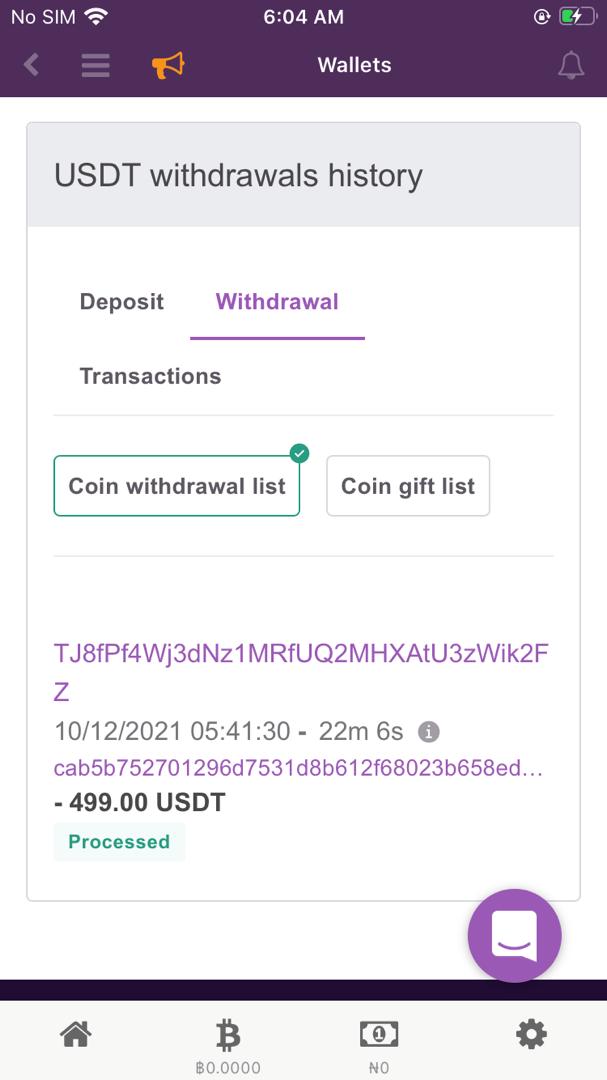 No SIM 6:04 AM
Wallets
USDT withdrawals history
Deposit Withdrawal
Transactions
Coin withdrawal list Coin gift list
TJ8fPf4Wj3dNz1MRfUQ2MHXAtU3zWik2F
Z
10/12/2021 05:41:30 - 22m 6s
cab5b752701296d7531d8b612f68023b658ed...
- 499.00 USDT
Processed
฿0.0000 ₦0